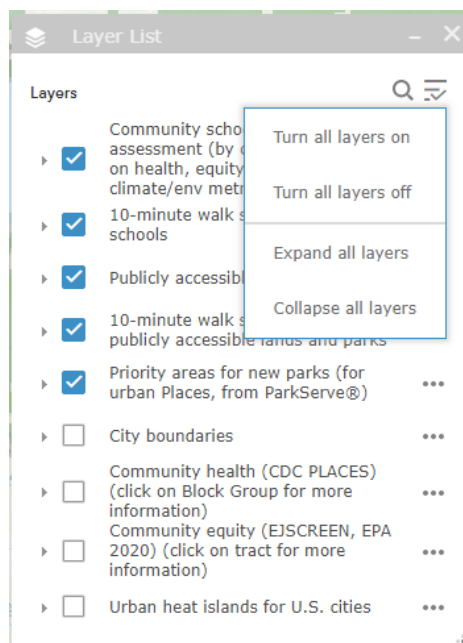 Layer List
Layers
Turn all layers on
Turn all layers off
Expand all layers
Collapse all layers
Community
assessment (by
on health, equity
climate/env
10-minute walk
schools
Publicly
10-minute walk
publicly accessible lands and parks
Priority areas for new parks (for
urban Places, from ParkServe®)
City boundaries
Community health (CDC PLACES)
(click on Block Group for more
information)
Community equity (EJSCREEN, EPA
2020) (click on tract for more
information)
Urban heat islands for U.S. cities